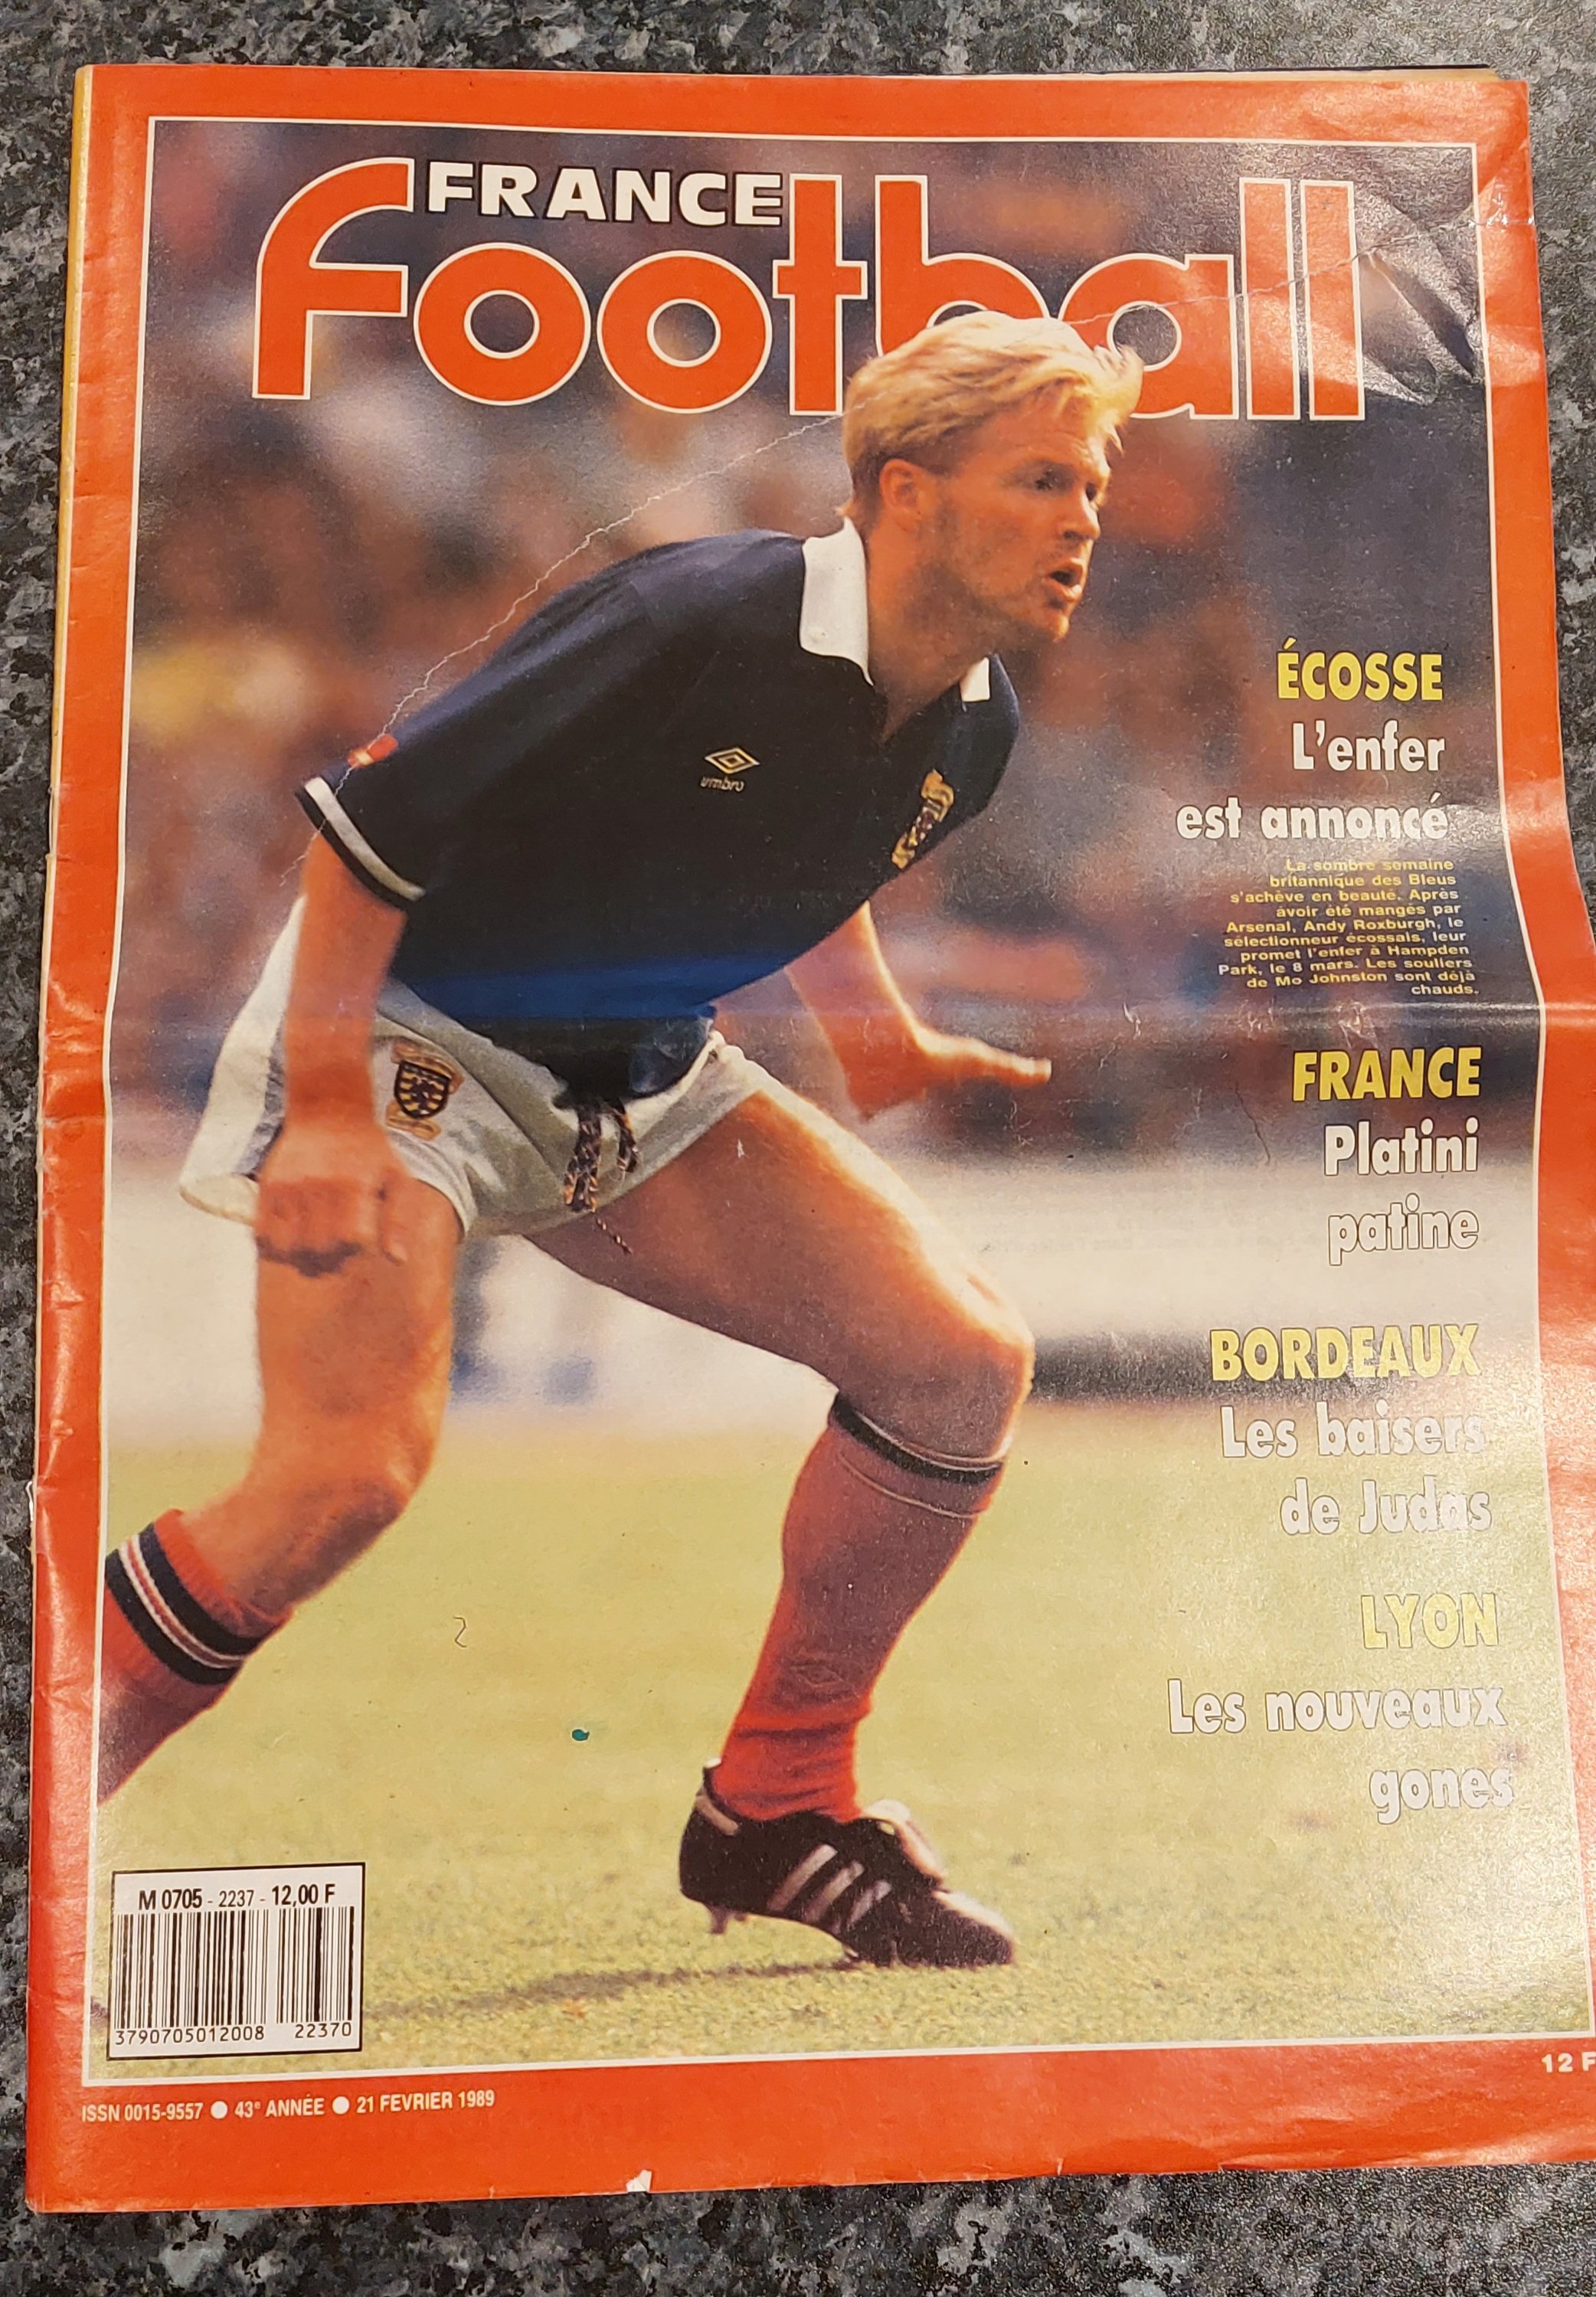 FRANCE
football
umbro
ÉCOSSE
L'enfer
est annoncé
La sombre semaine
britannique des Bleus
s'achève en beauté. Après
avoir été mangés par
Arsenal, Andy Roxburgh, le
sélectionneur écossais, leur
promet l'enfer à Hampden
Park, le 8 mars. Les souliers
de Mo Johnston sont déjà
chauds.
FRANCE
Platini
patine
BORDEAUX
Les baisers
de Judas
LYON
Les nouveaux
gones
M 0705 - 2237 - 12,00 F
3790705012008 22370
12 F
ISSN 0015-9557 ● 43e ANNÉE ● 21 FEVRIER 1989